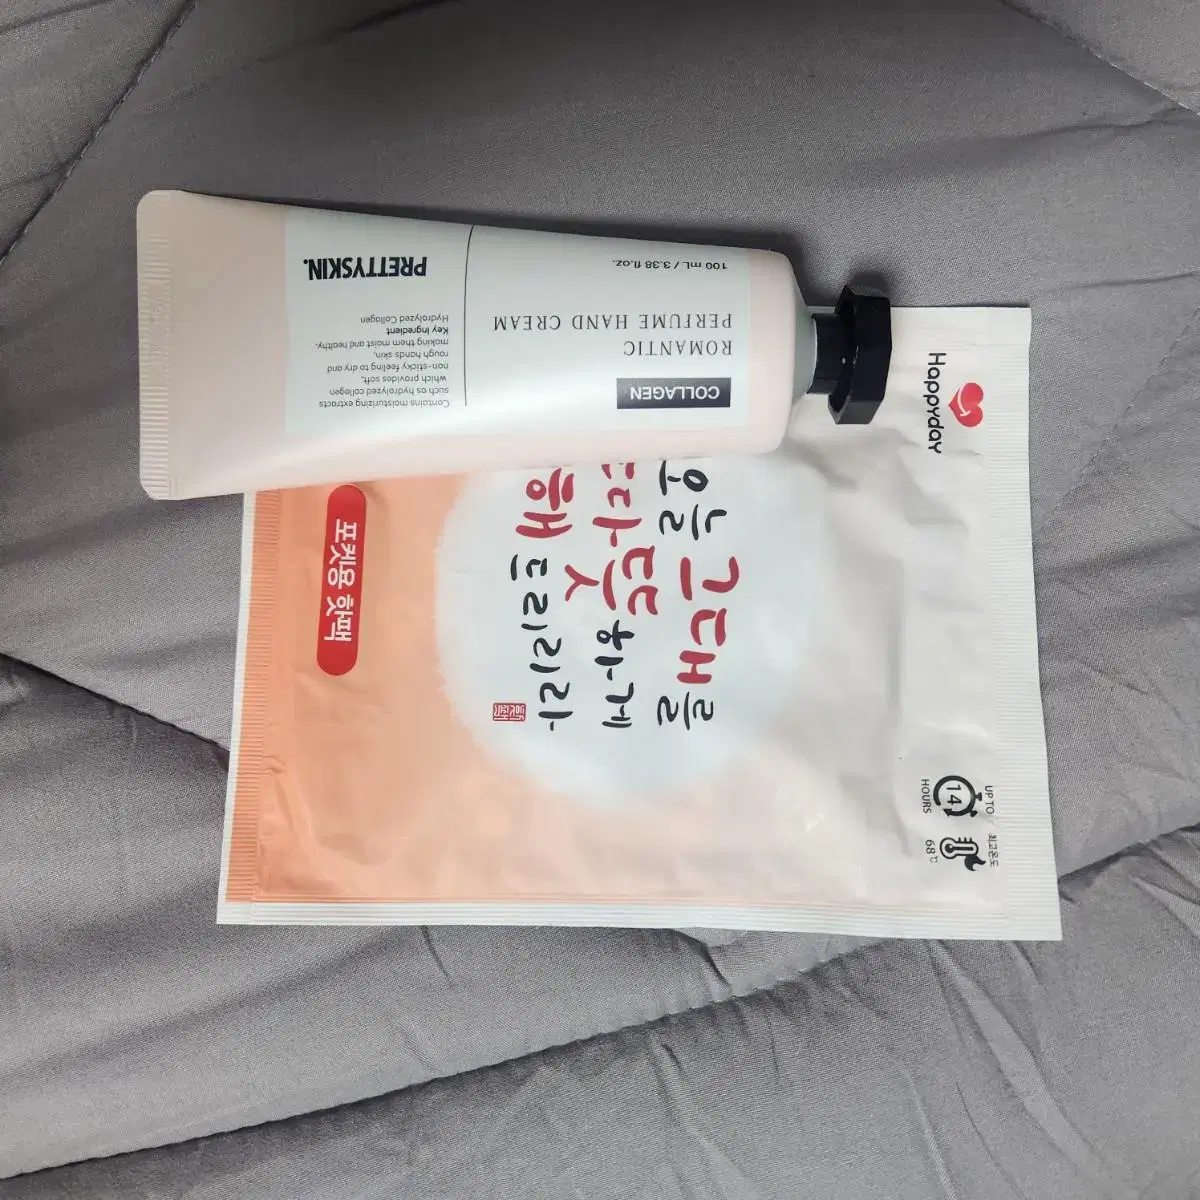 COLLAGEN
ROMANTIC
PERFUME HAND CREAM
100 mL / 3.38 fl.oz.
Contains moisturizing extracts
such as hydrolyzed collagen
which provides soft,
non-sticky feeling to dry and
rough hands skin,
making them moist and healthy.
Key Ingredient
Hydrolyzed Collagen
PRETTYSKIN.
Happyday
UP TO
14
HOURS
최고온도
68℃
오늘 그대를
따뜻하게
해드리리라
포켓용 핫팩